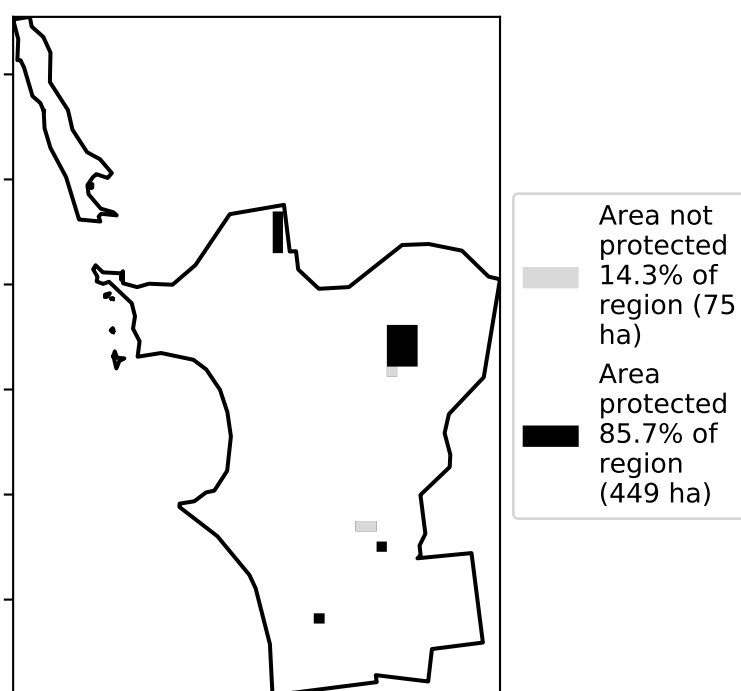 Area not
protected
14.3% of
region (75
ha)
Area
protected
85.7% of
region
(449 ha)